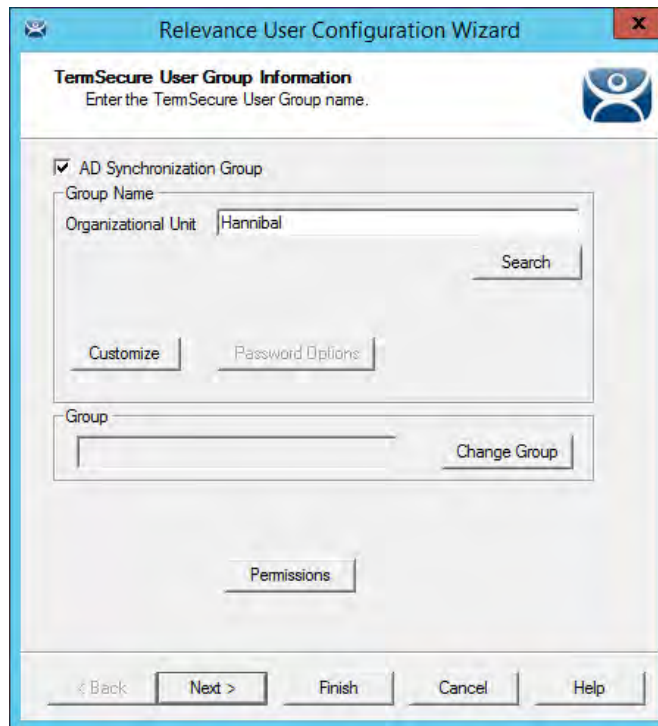 Relevance User Configuration Wizard
x
TermSecure User Group Information
Enter the TermSecure User Group name.
AD Synchronization Group
Group Name
Organizational Unit Hannibal
Search
Customize Password Options
Group
Change Group
Permissions
< Back Next > Finish Cancel Help